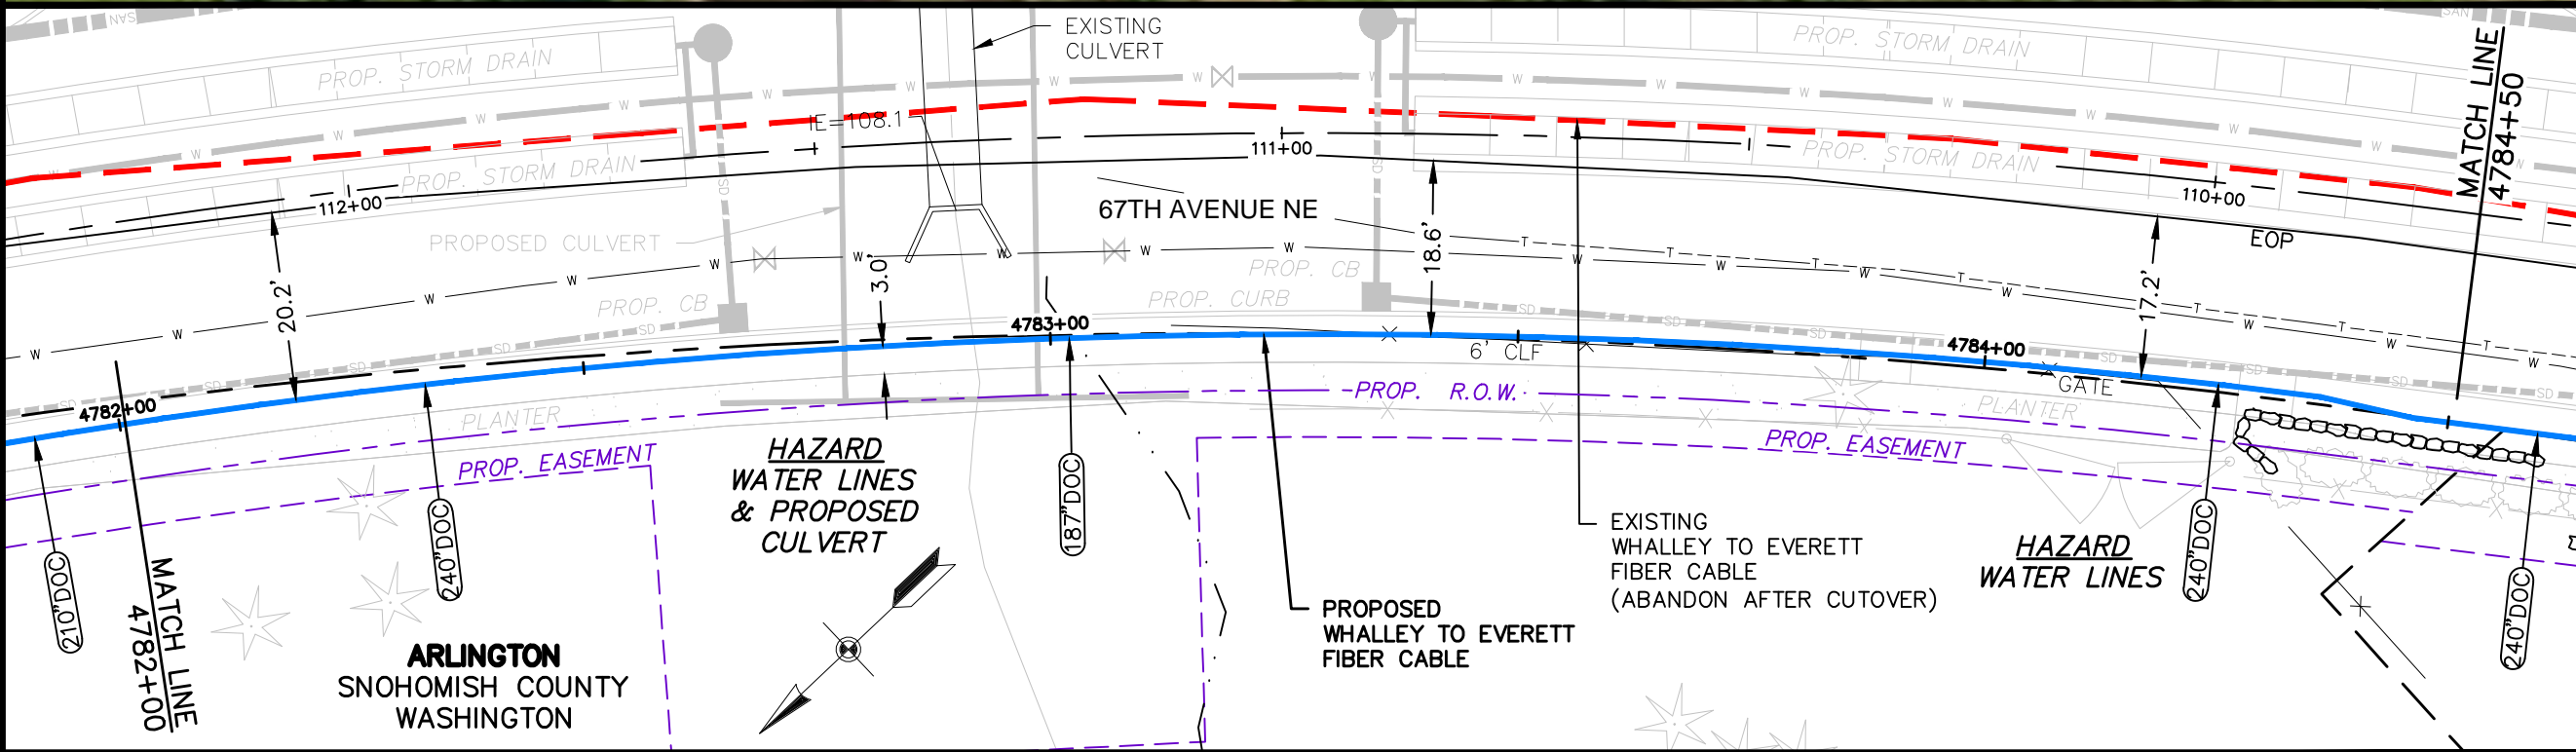 SAN
SAN
EXISTING
CULVERT
PROP. STORM DRAIN
PROP. STORM DRAIN
MATCH LINE
4784+50
IE=108.1
PROP. STORM DRAIN
PROP. STORM DRAIN
111+00
112+00
110+00
67TH AVENUE NE
PROPOSED CULVERT
EOP
20.2'
3.0'
18.6'
17.2'
PROP. CB
PROP. CB
PROP. CURB
4783+00
4784+00
6' CLF
GATE
4782+00
PLANTER
PROP. R.O.W.
PLANTER
PROP. EASEMENT
PROP. EASEMENT
HAZARD
WATER LINES
& PROPOSED
CULVERT
210"DOC
240"DOC
187"DOC
240"DOC
240"DOC
EXISTING
WHALLEY TO EVERETT
FIBER CABLE
(ABANDON AFTER CUTOVER)
HAZARD
WATER LINES
MATCH LINE
4782+00
PROPOSED
WHALLEY TO EVERETT
FIBER CABLE
ARLINGTON
SNOHOMISH COUNTY
WASHINGTON